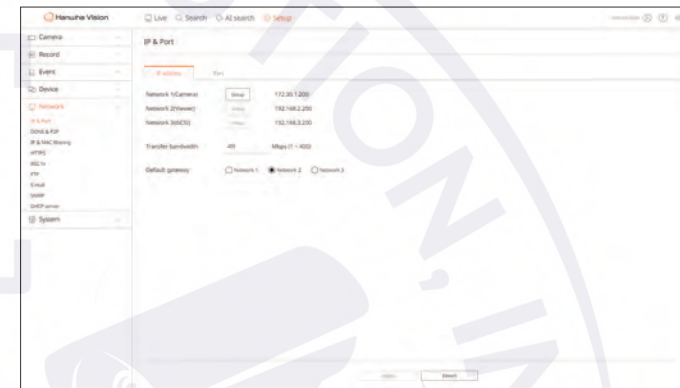 Hanwha Vision
Live Search AI search Setup
Camera
Record
Event
Device
Network
IP & Port
DDNS & P2P
IP & MAC filtering
HTTPS
802.1x
FTP
SNMP
DHCP server
System
IP & Port
IP address Port
Network 1(Camera) Setup 172.30.1.200
Network 2(Viewer) Setup 192.168.2.200
Network 3(iSCSI) 192.168.3.200
Transfer bandwidth Mbps (1 ~ 400)
Default gateway Network 1 Network 2 Network 3